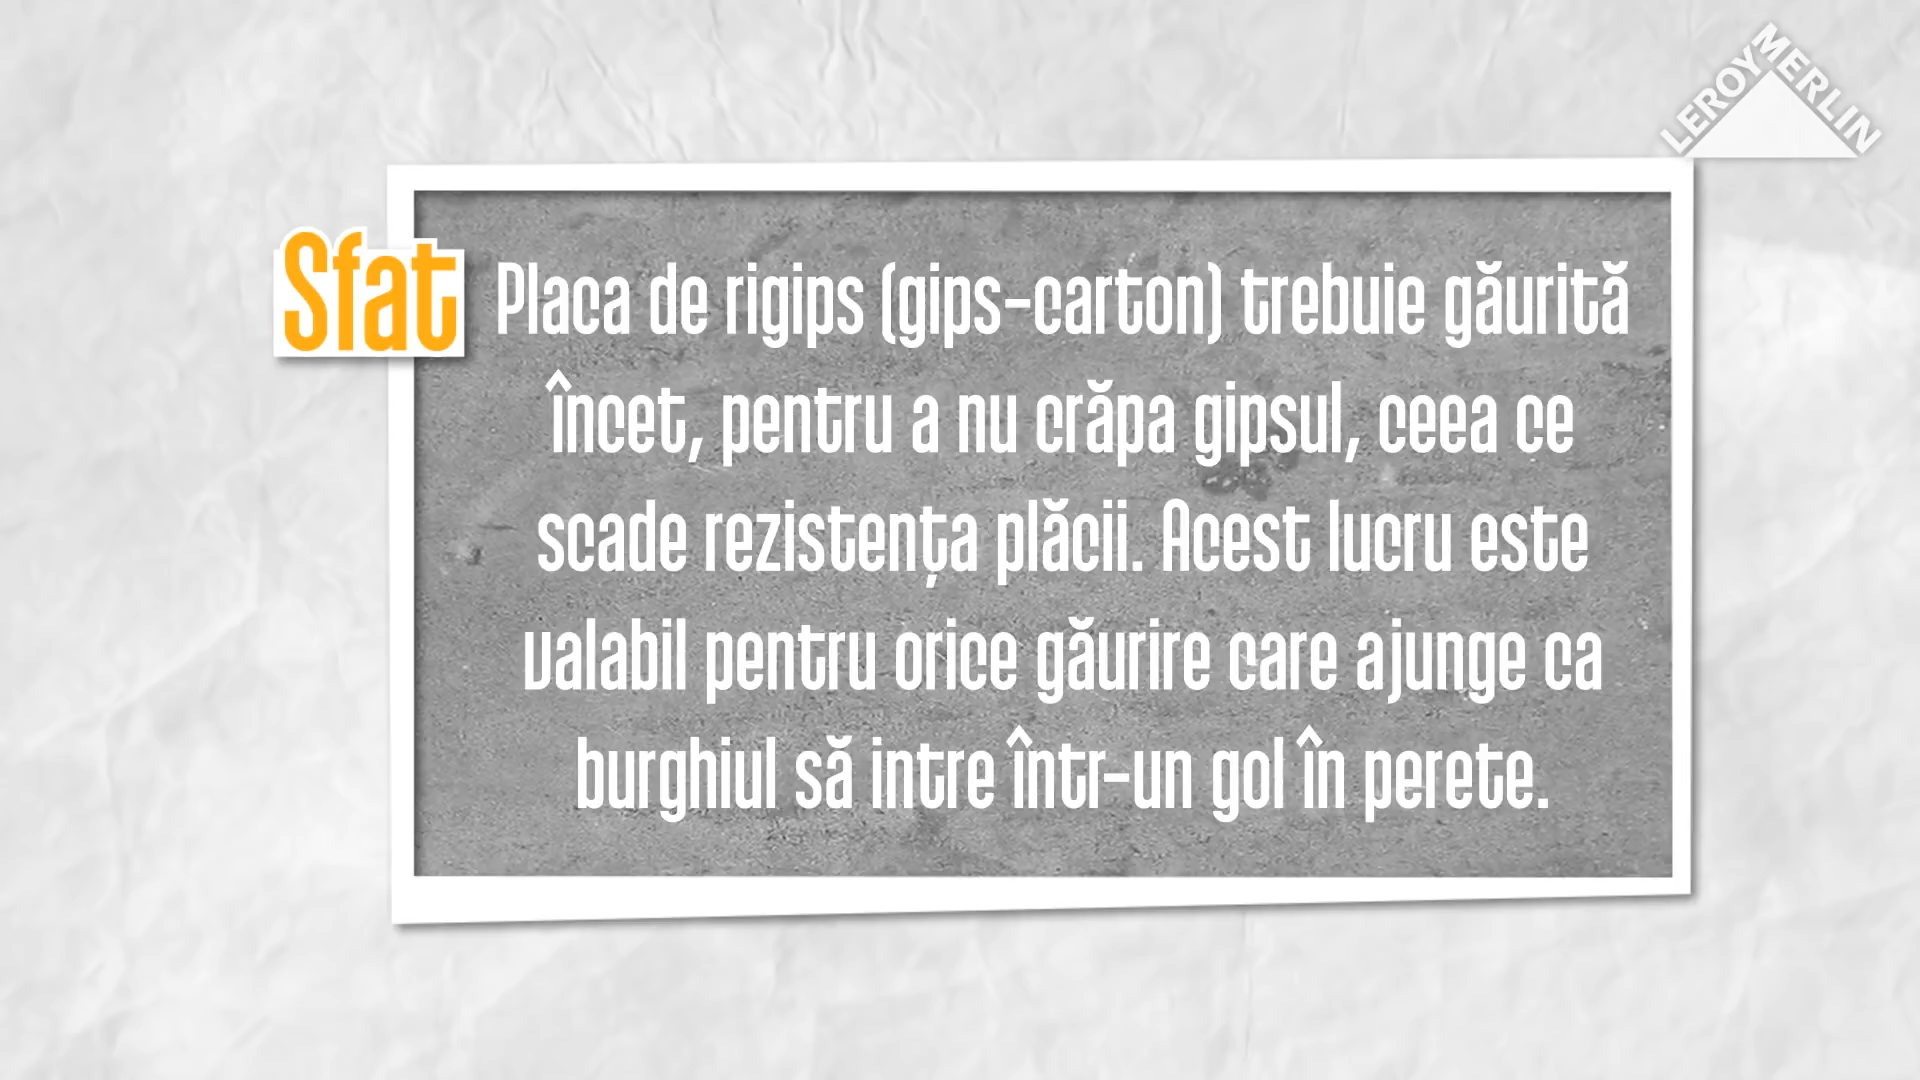 LEROY MERLIN
Sfat
Placa de rigips (gips-carton) trebuie găurită
încet, pentru a nu crăpa gipsul, ceea ce
scade rezistența plăcii. Acest lucru este
valabil pentru orice găurire care ajunge ca
burghiul să intre într-un gol în perete.